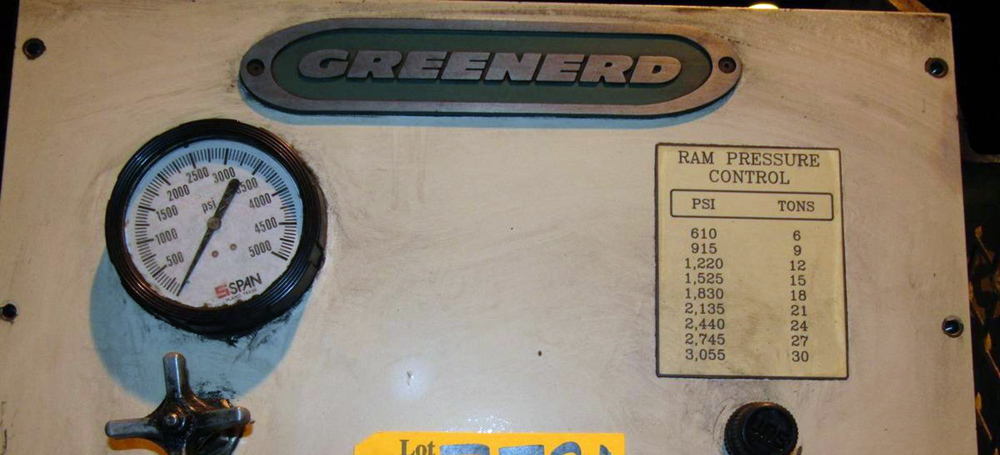 GREENERD
2500
3000
2000
3500
1500
psi
4000
1000
4500
500
5000
SPAN
RAM PRESSURE
CONTROL
PSI TONS
610 6
915 9
1,220 12
1,525 15
1,830 18
2,135 21
2,440 24
2,745 27
3,055 30
Lot